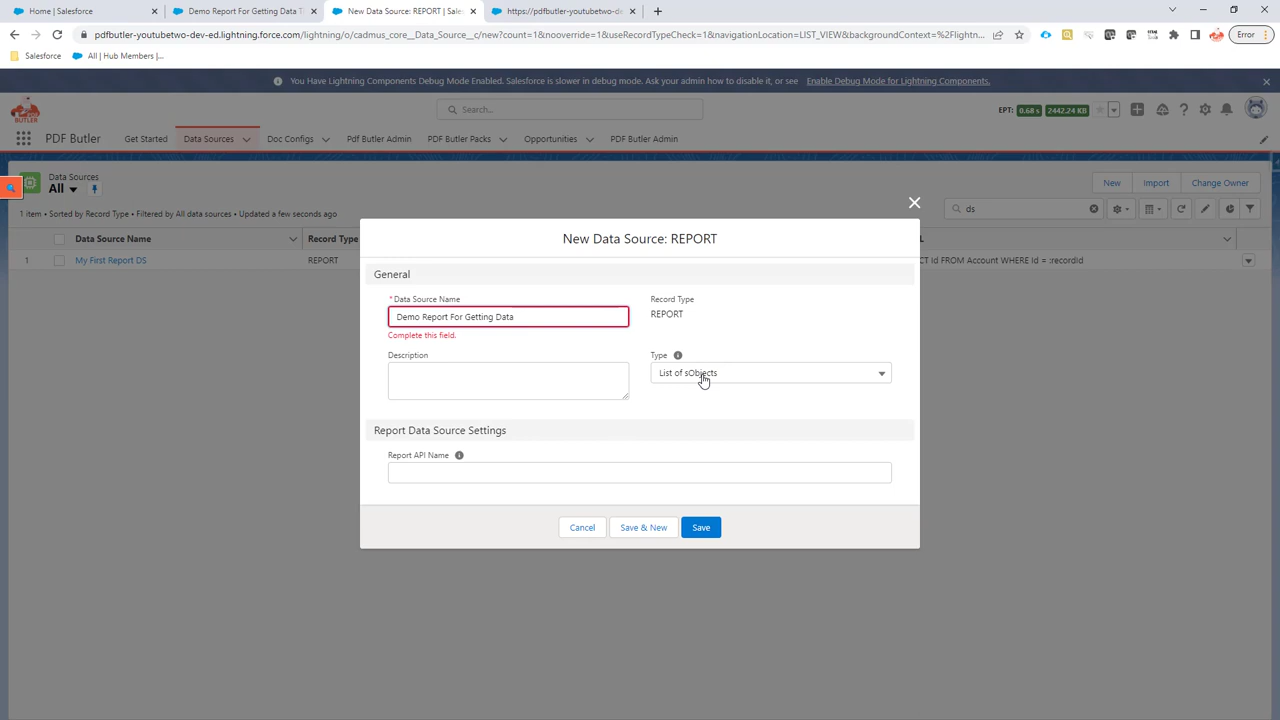 Home | Salesforce
Demo Report For Getting Data T
New Data Source: REPORT | Sales
https://pdfbutler-youtubetwo-de
pdfbutler-youtubetwo-dev-ed.lightning.force.com/lightning/o/cadmus_core__Data_Source__c/new?count=1&nooverride=1&useRecordTypeCheck=1&navigationLocation=LIST_VIEW&backgroundContext=%2Flightn...
Error
Salesforce
All | Hub Members |...
You Have Lightning Components Debug Mode Enabled. Salesforce is slower in debug mode. Ask your admin how to disable it, or see Enable Debug Mode for Lightning Components.
PDF BUTLER
Search...
EPT: 0.68 s 2447.24 KB
PDF Butler
Get Started
Data Sources
Doc Configs
Pdf Butler Admin
PDF Butler Packs
Opportunities
PDF Butler Admin
Data Sources
All
New
Import
Change Owner
1 item • Sorted by Record Type • Filtered by All data sources • Updated a few seconds ago
ds
Data Source Name
Record Type
L
1
My First Report DS
REPORT
CT Id FROM Account WHERE Id = :recordId
New Data Source: REPORT
General
* Data Source Name
Demo Report For Getting Data
Complete this field.
Record Type
REPORT
Description
Type
List of sObjects
Report Data Source Settings
Report API Name
Cancel
Save & New
Save